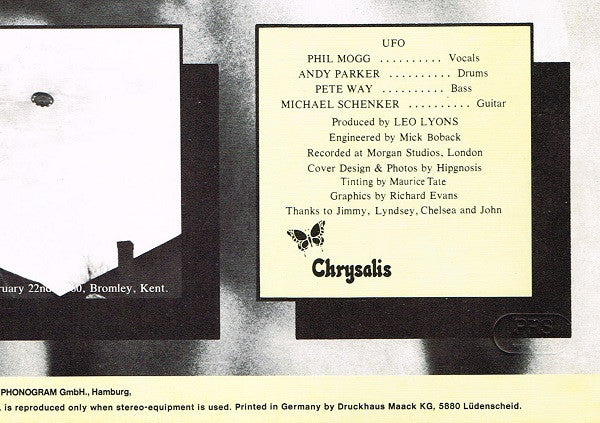 UFO
PHIL MOGG .......... Vocals
ANDY PARKER .......... Drums
PETE WAY .......... Bass
MICHAEL SCHENKER .......... Guitar
Produced by LEO LYONS
Engineered by Mick Boback
Recorded at Morgan Studios, London
Cover Design & Photos by Hipgnosis
Tinting by Maurice Tate
Graphics by Richard Evans
Thanks to Jimmy, Lyndsey, Chelsea and John
Chrysalis
22nd, Bromley, Kent.
PRS
PHONOGRAM GmbH., Hamburg,
is reproduced only when stereo-equipment is used. Printed in Germany by Druckhaus Maack KG, 5880 Lüdenscheid.